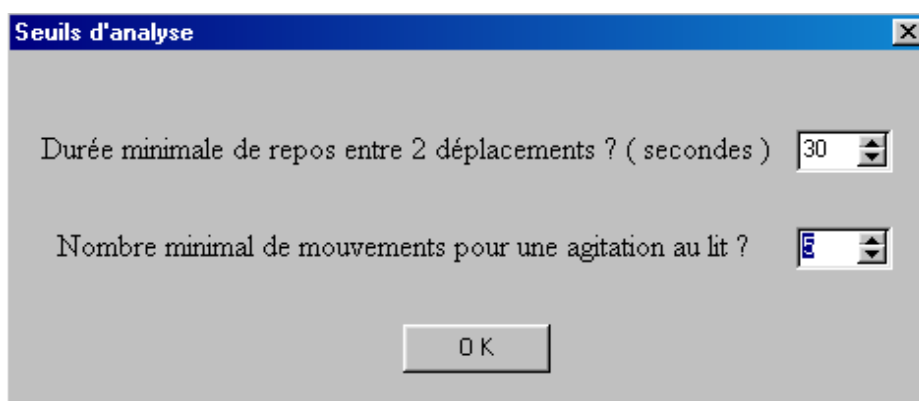 Seuils d'analyse
Durée minimale de repos entre 2 déplacements ? ( secondes ) 30
Nombre minimal de mouvements pour une agitation au lit ? 5
OK